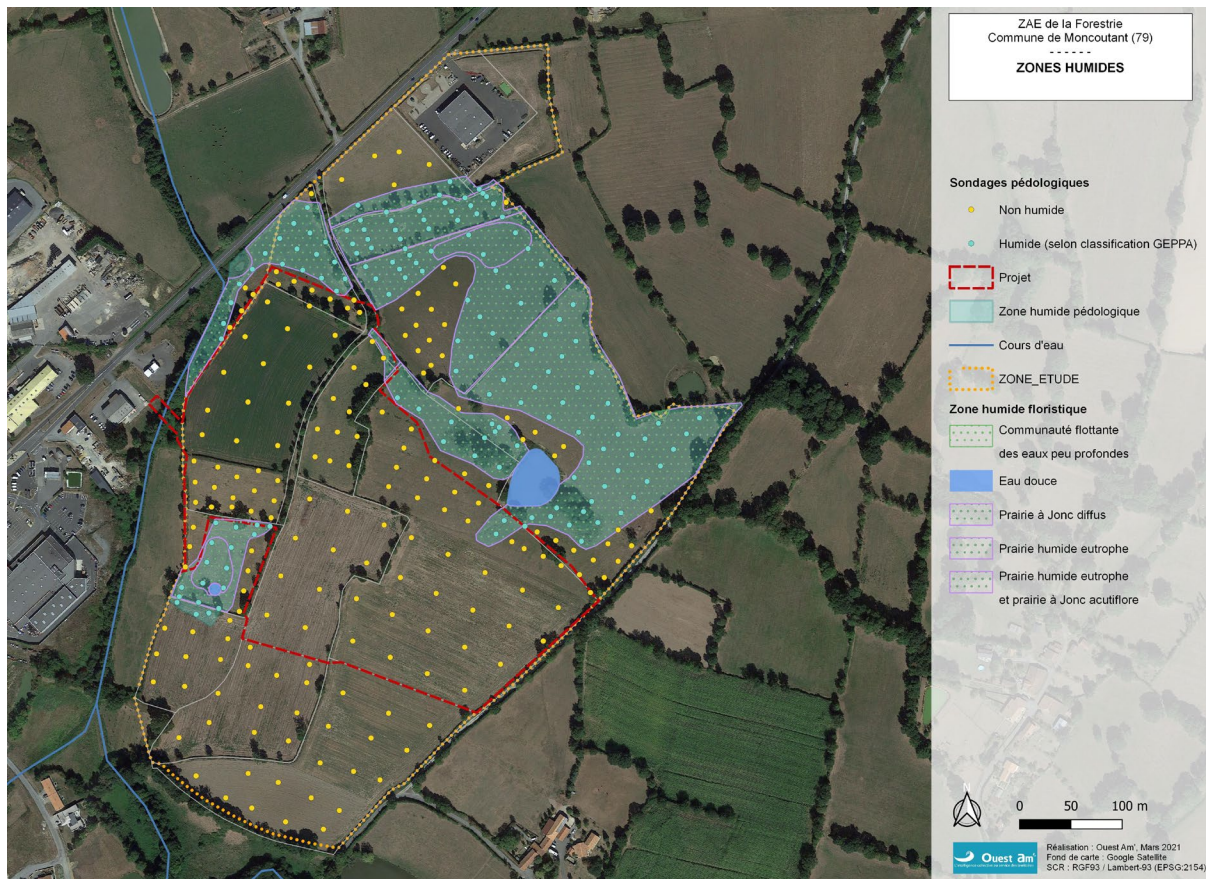 ZAE de la Forestrie
Commune de Moncoutant (79)
- - - - - -
ZONES HUMIDES
Sondages pédologiques
Non humide
Humide (selon classification GEPPA)
Projet
Zone humide pédologique
Cours d'eau
ZONE_ETUDE
Zone humide floristique
Communauté flottante
des eaux peu profondes
Eau douce
Prairie à Jonc diffus
Prairie humide eutrophe
Prairie humide eutrophe
et prairie à Jonc acutiflore
0 50 100 m
Ouest am'
Réalisation : Ouest Am', Mars 2021
Fond de carte : Google Satellite
SCR : RGF93 / Lambert-93 (EPSG:2154)